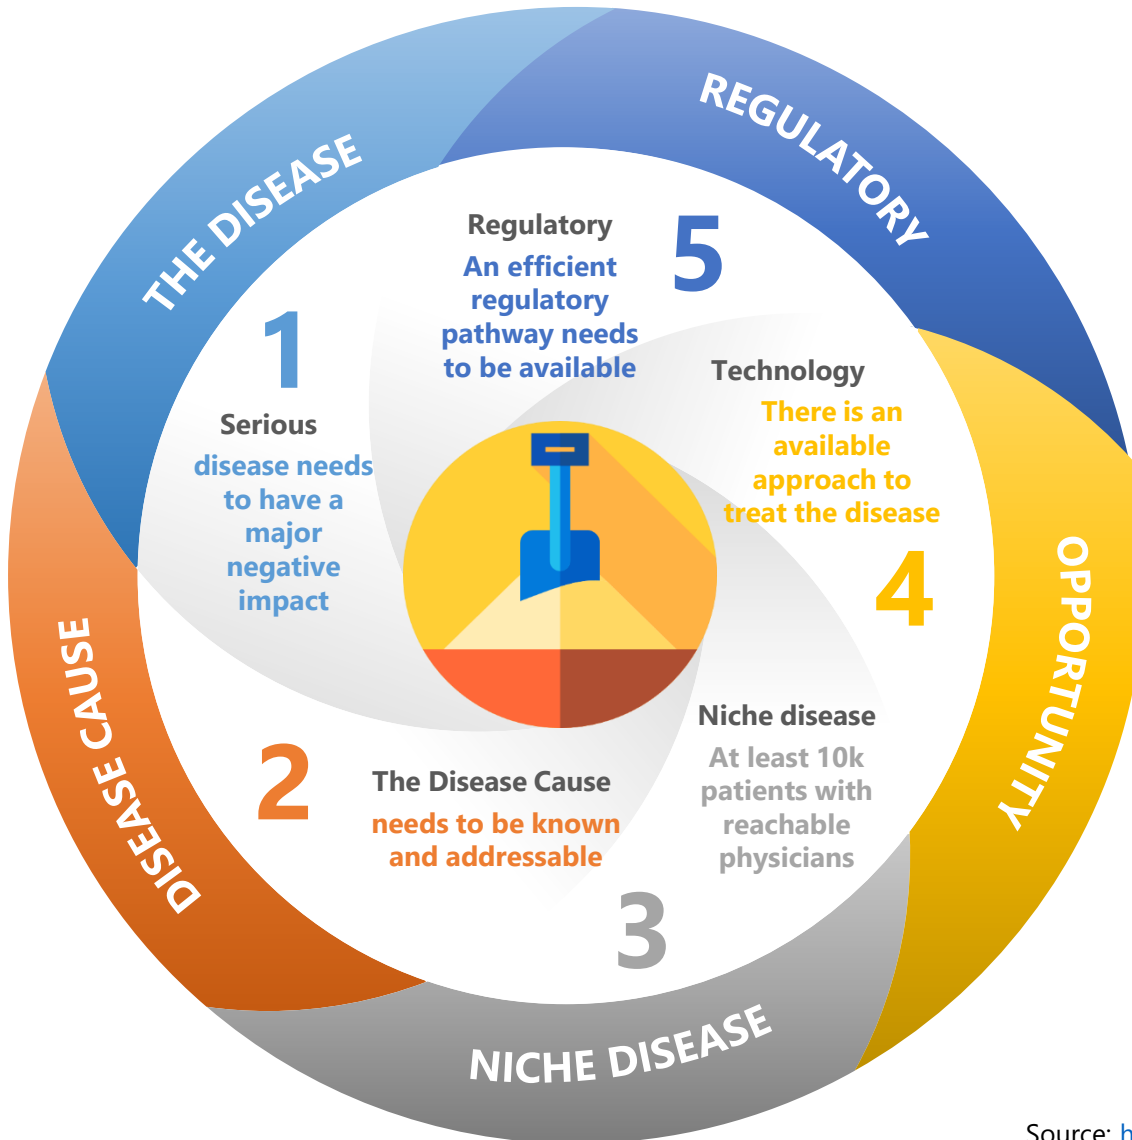 THE DISEASE
REGULATORY
OPPORTUNITY
NICHE DISEASE
DISEASE CAUSE
1
Serious
disease needs
to have a
major
negative
impact
2
The Disease Cause
needs to be known
and addressable
3
Niche disease
At least 10k
patients with
reachable
physicians
4
Technology
There is an
available
approach to
treat the disease
5
Regulatory
An efficient
regulatory
pathway needs
to be available
Source: h